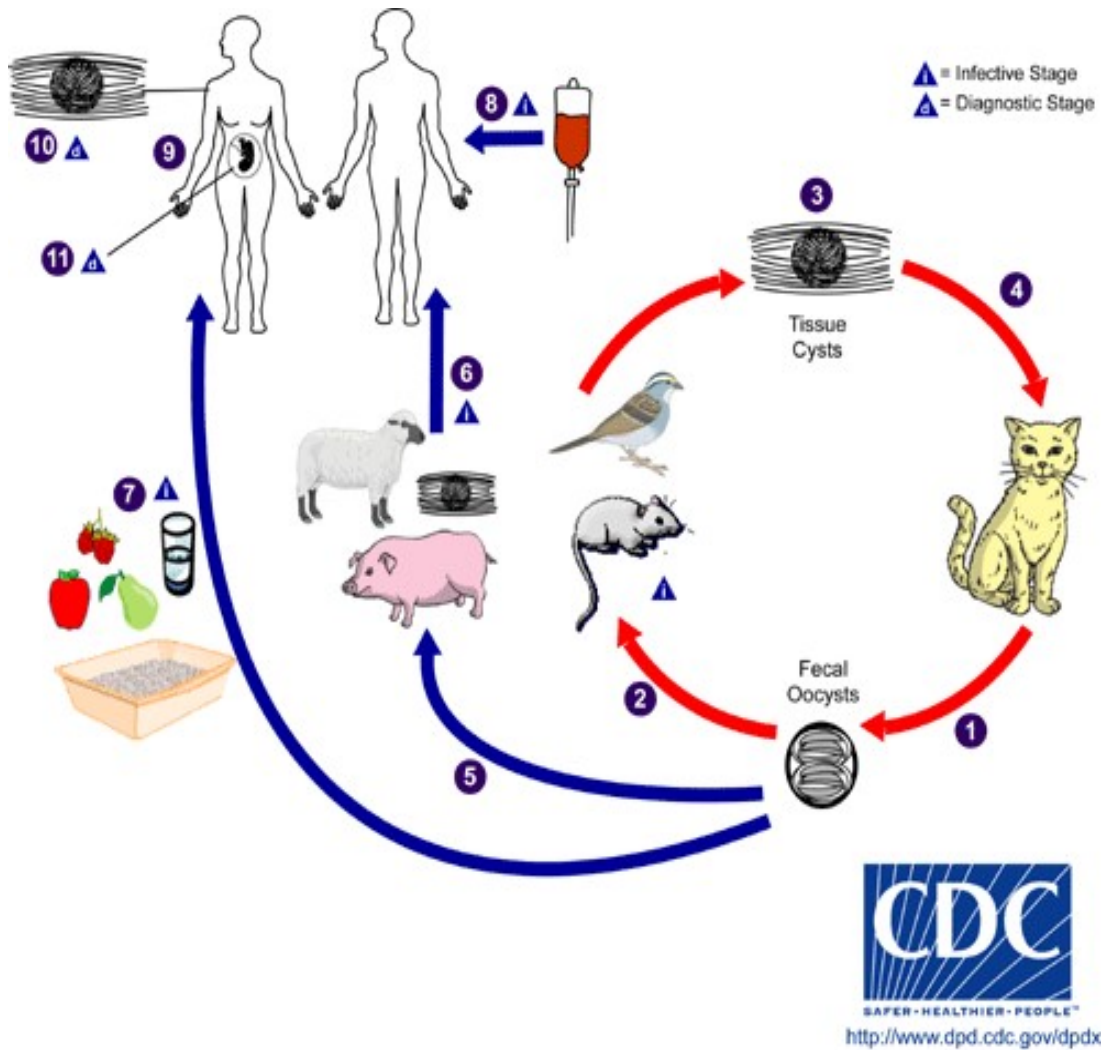 8 i
i = Infective Stage
d = Diagnostic Stage
10 d
9
3
11 d
4
Tissue
Cysts
6
i
7 i
i
Fecal
Oocysts
2
1
5
CDC
SAFER•HEALTHIER•PEOPLE™
http://www.dpd.cdc.gov/dpdx